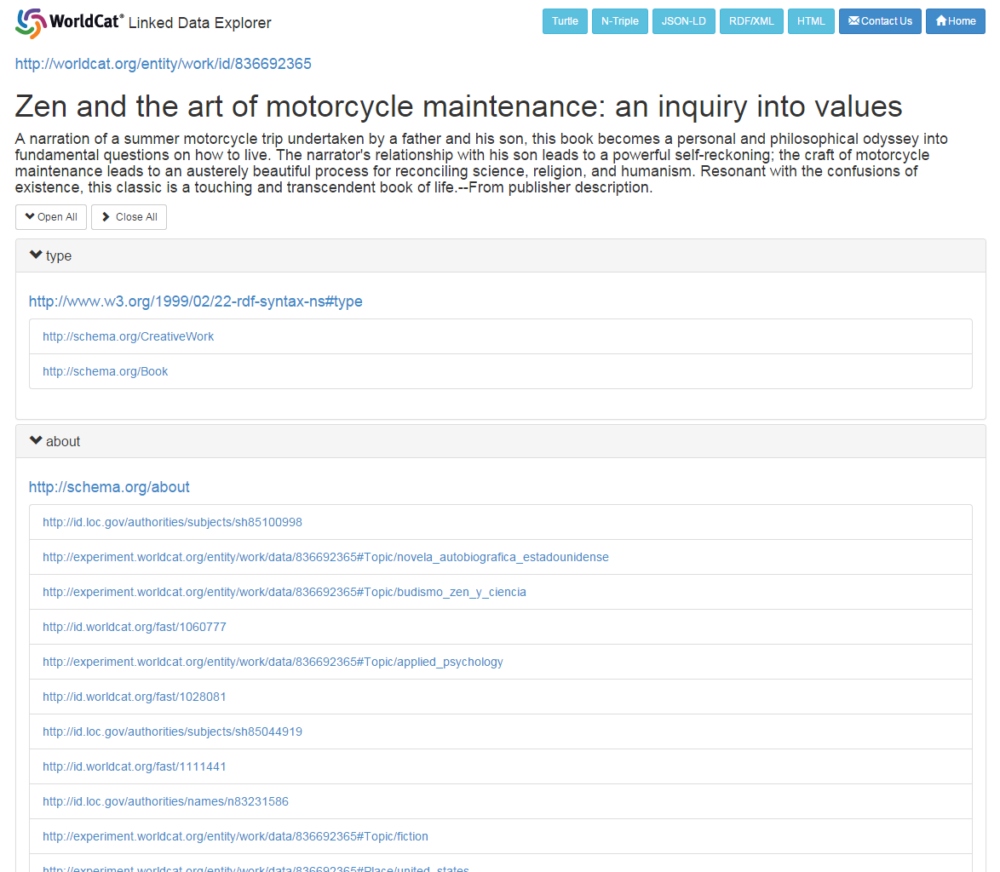 WorldCat® Linked Data Explorer
Turtle
N-Triple
JSON-LD
RDF/XML
HTML
Contact Us
Home
http://worldcat.org/entity/work/id/836692365
Zen and the art of motorcycle maintenance: an inquiry into values
A narration of a summer motorcycle trip undertaken by a father and his son, this book becomes a personal and philosophical odyssey into
fundamental questions on how to live. The narrator's relationship with his son leads to a powerful self-reckoning; the craft of motorcycle
maintenance leads to an austerely beautiful process for reconciling science, religion, and humanism. Resonant with the confusions of
existence, this classic is a touching and transcendent book of life.--From publisher description.
Open All
Close All
type
http://www.w3.org/1999/02/22-rdf-syntax-ns#type
http://schema.org/CreativeWork
http://schema.org/Book
about
http://schema.org/about
http://id.loc.gov/authorities/subjects/sh85100998
http://experiment.worldcat.org/entity/work/data/836692365#Topic/novela_autobiografica_estadounidense
http://experiment.worldcat.org/entity/work/data/836692365#Topic/budismo_zen_y_ciencia
http://id.worldcat.org/fast/1060777
http://experiment.worldcat.org/entity/work/data/836692365#Topic/applied_psychology
http://id.worldcat.org/fast/1028081
http://id.loc.gov/authorities/subjects/sh85044919
http://id.worldcat.org/fast/1111441
http://id.loc.gov/authorities/names/n83231586
http://experiment.worldcat.org/entity/work/data/836692365#Topic/fiction
http://experiment.worldcat.org/entity/work/data/836692365#Place/united_states